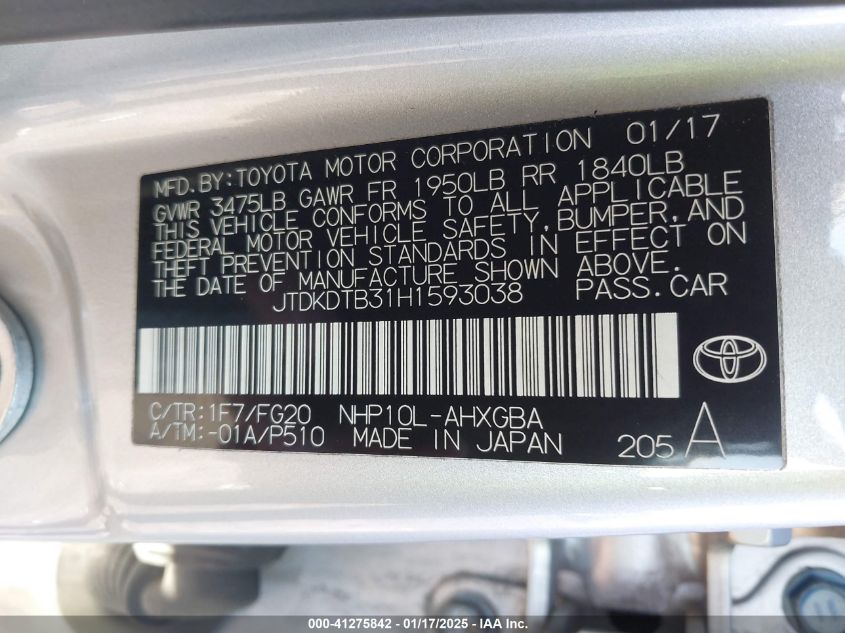 MFD. BY: TOYOTA MOTOR CORPORATION 01/17
GVWR 3475LB GAWR FR 1950LB RR 1840LB
THIS VEHICLE CONFORMS TO ALL APPLICABLE
FEDERAL MOTOR VEHICLE SAFETY, BUMPER, AND
THEFT PREVENTION STANDARDS IN EFFECT ON
THE DATE OF MANUFACTURE SHOWN ABOVE.
JTDKDTB31H1593038 PASS. CAR
C/TR: 1F7/FG20 NHP10L-AHXGBA
A/TM: -01A/P510 MADE IN JAPAN 205 A
000-41275842 - 01/17/2025 - IAA Holdings, LLC.